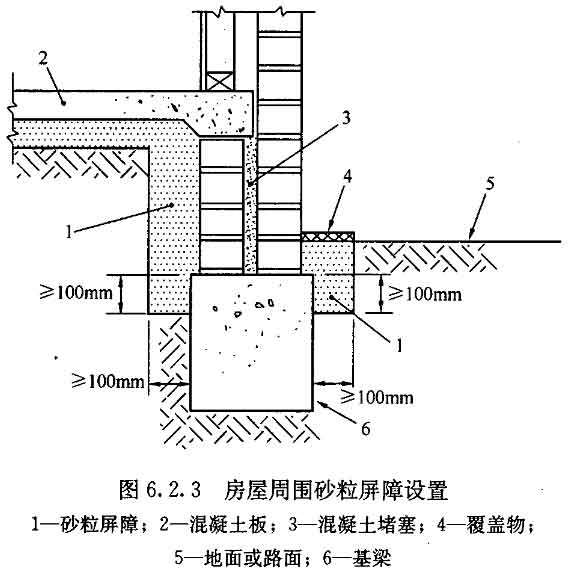 2
3
4
5
1
≥100mm
≥100mm
1
≥100mm
≥100mm
6
图 6.2.3 房屋周围砂粒屏障设置
1—砂粒屏障；2—混凝土板；3—混凝土堵塞；4—覆盖物；
5—地面或路面；6—基梁